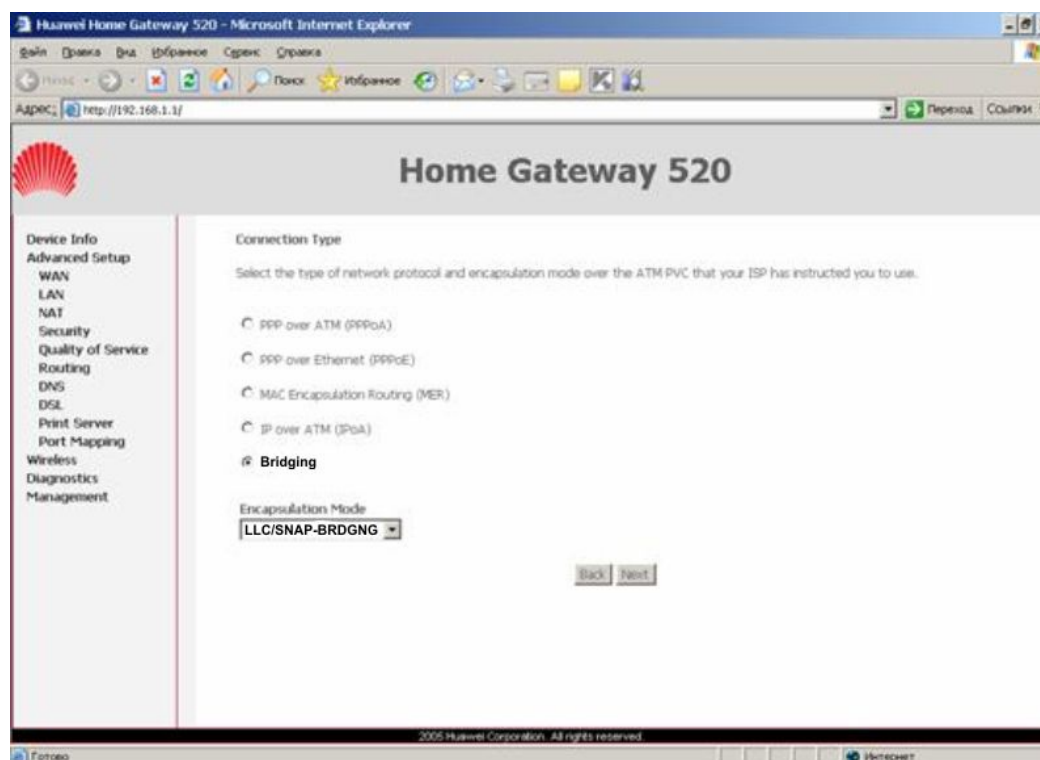 Huawei Home Gateway 520 - Microsoft Internet Explorer
Файл Правка Вид Избранное Сервис Справка
Назад Поиск Избранное
Адрес: http://192.168.1.1/ Переход Ссылки
Home Gateway 520
Device Info
Advanced Setup
WAN
LAN
NAT
Security
Quality of Service
Routing
DNS
DSL
Print Server
Port Mapping
Wireless
Diagnostics
Management
Connection Type
Select the type of network protocol and encapsulation mode over the ATM PVC that your ISP has instructed you to use.
PPP over ATM (PPPoA)
PPP over Ethernet (PPPoE)
MAC Encapsulation Routing (MER)
IP over ATM (IPoA)
Bridging
Encapsulation Mode
LLC/SNAP-BRDGNG
Back Next
2005 Huawei Corporation. All rights reserved.
Готово Интернет